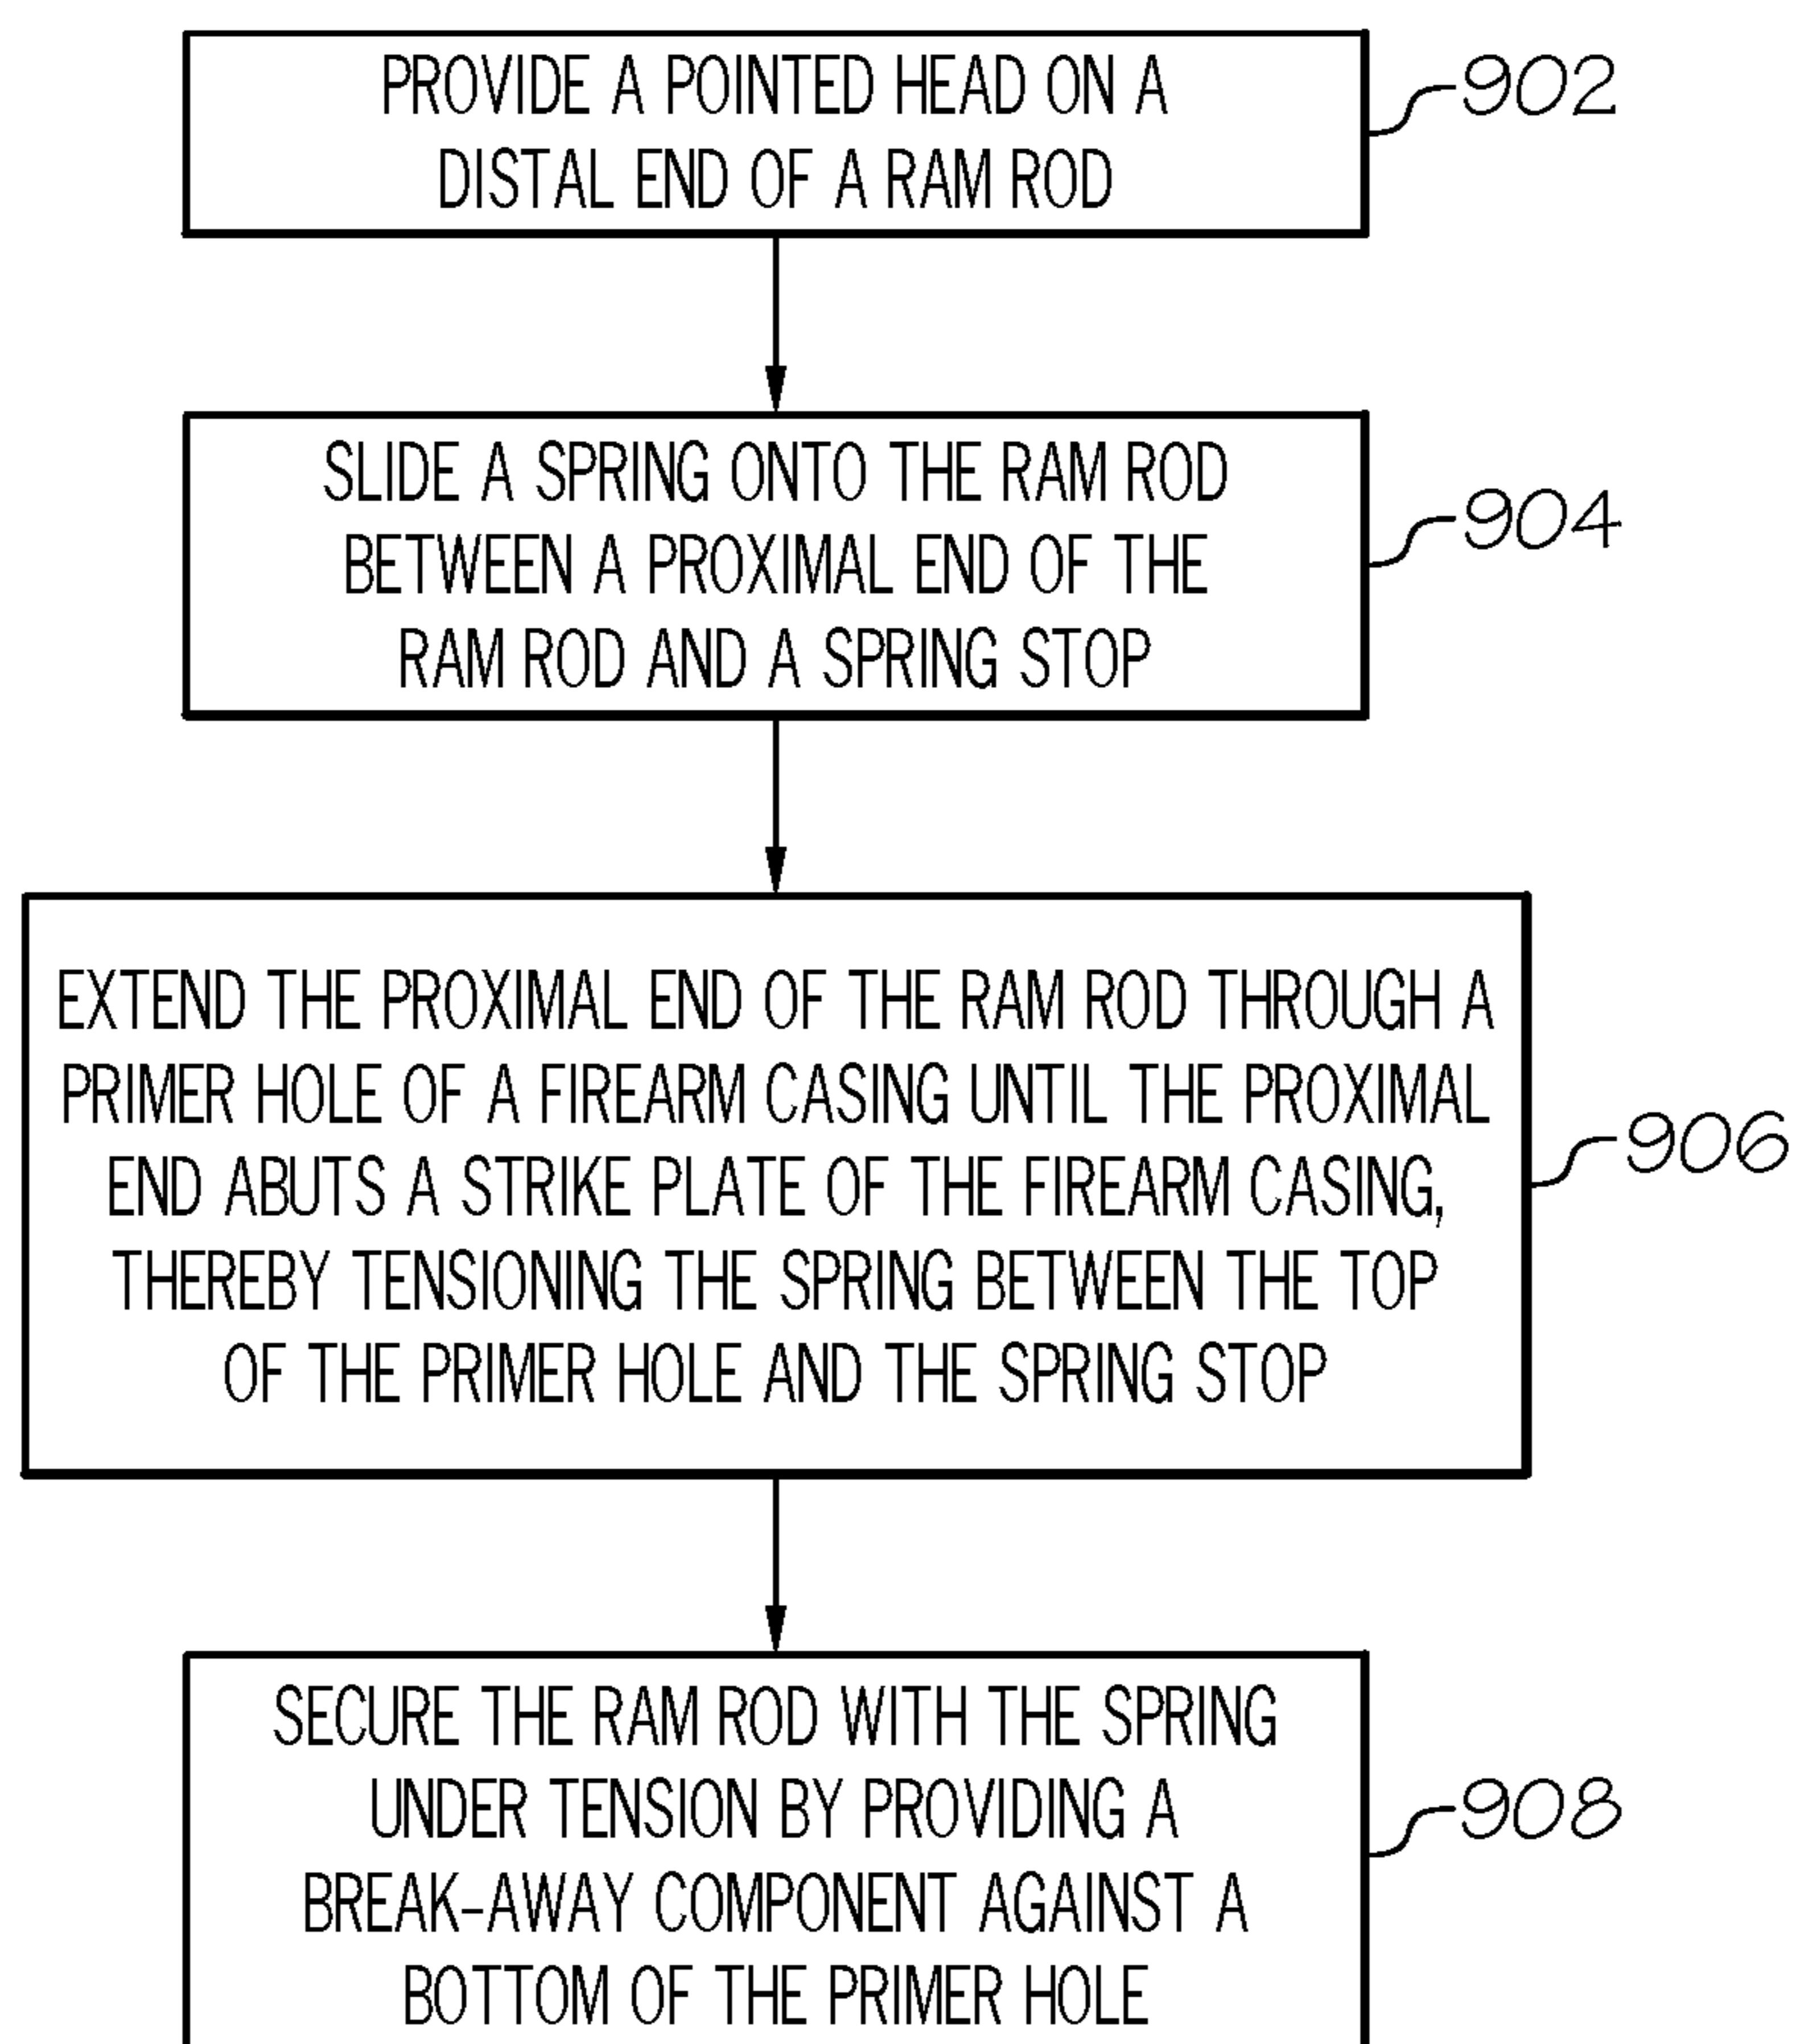 PROVIDE A POINTED HEAD ON A
DISTAL END OF A RAM ROD
902
SLIDE A SPRING ONTO THE RAM ROD
BETWEEN A PROXIMAL END OF THE
RAM ROD AND A SPRING STOP
904
EXTEND THE PROXIMAL END OF THE RAM ROD THROUGH A
PRIMER HOLE OF A FIREARM CASING UNTIL THE PROXIMAL
END ABUTS A STRIKE PLATE OF THE FIREARM CASING,
THEREBY TENSIONING THE SPRING BETWEEN THE TOP
OF THE PRIMER HOLE AND THE SPRING STOP
906
SECURE THE RAM ROD WITH THE SPRING
UNDER TENSION BY PROVIDING A
BREAK-AWAY COMPONENT AGAINST A
BOTTOM OF THE PRIMER HOLE
908